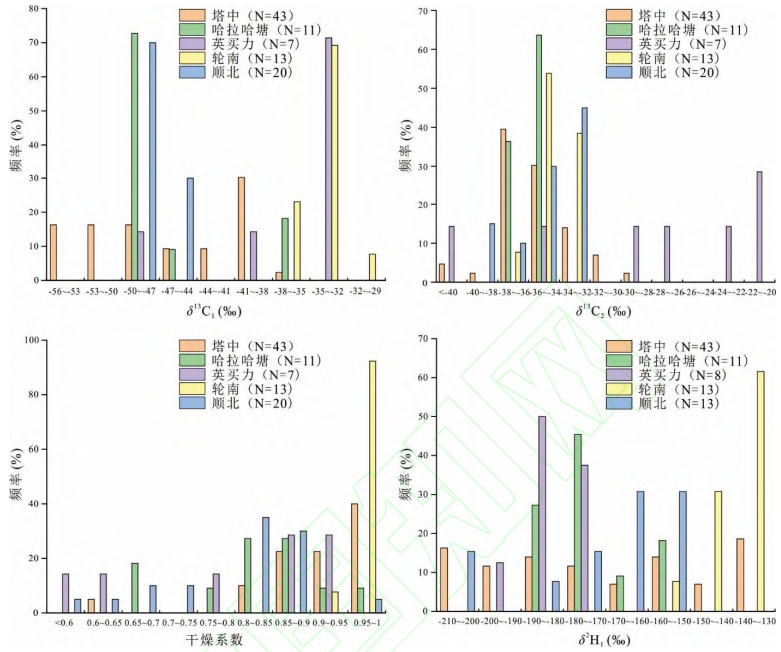 塔中（N=43）
哈拉哈塘（N=11）
英买力（N=7）
轮南（N=13）
顺北（N=20）
频率 (%)
80
70
60
50
40
30
20
10
0
-56~-53 -53~-50 -50~-47 -47~-44 -44~-41 -41~-38 -38~-35 -35~-32 -32~-29
δ¹³C₁ (‰)
塔中（N=43）
哈拉哈塘（N=11）
英买力（N=7）
轮南（N=13）
顺北（N=20）
频率 (%)
70
60
50
40
30
20
10
0
<-40 -40~-38 -38~-36 -36~-34 -34~-32 -32~-30 -30~-28 -28~-26 -26~-24 -24~-22 -22~-20
δ¹³C₂ (‰)
塔中（N=43）
哈拉哈塘（N=11）
英买力（N=7）
轮南（N=13）
顺北（N=20）
频率 (%)
100
80
60
40
20
0
<0.6 0.6~0.65 0.65~0.7 0.7~0.75 0.75~0.8 0.8~0.85 0.85~0.9 0.9~0.95 0.95~1
干燥系数
塔中（N=43）
哈拉哈塘（N=11）
英买力（N=8）
轮南（N=13）
顺北（N=13）
频率 (%)
70
60
50
40
30
20
10
0
-210~-200 -200~-190 -190~-180 -180~-170 -170~-160 -160~-150 -150~-140 -140~-130
δ²H₁ (‰)